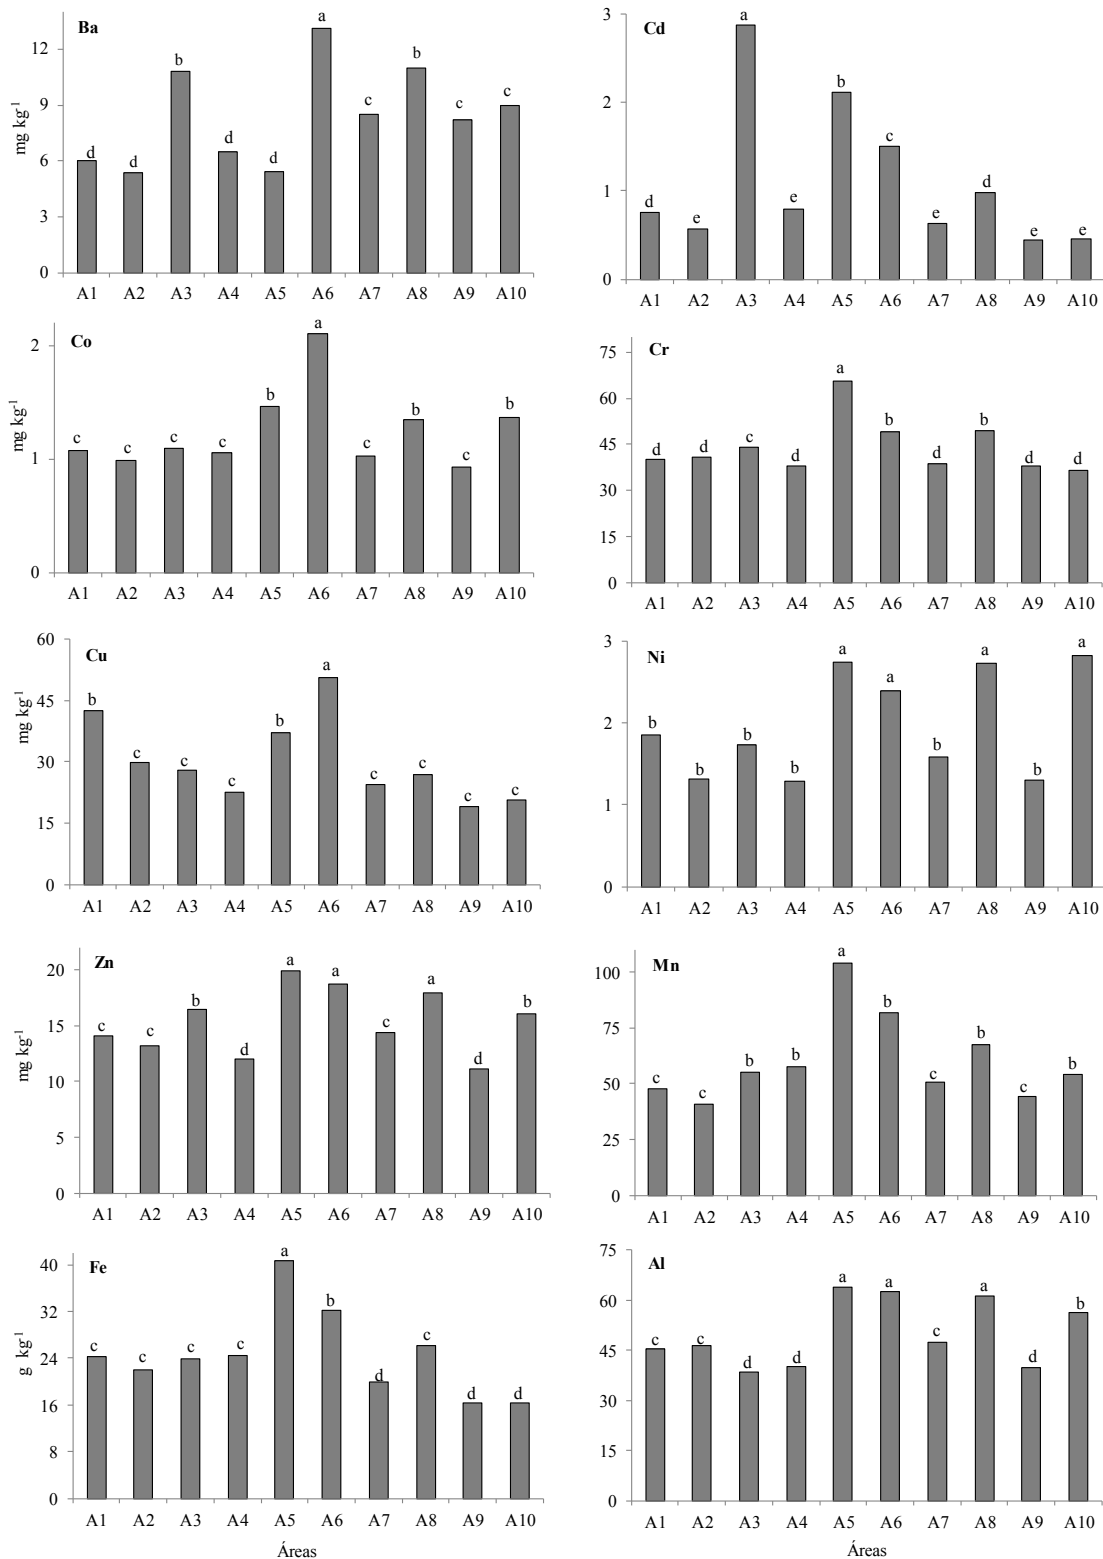 Ba
mg kg-1
12
9
6
3
0
d d b d d a c b c c
A1 A2 A3 A4 A5 A6 A7 A8 A9 A10
Cd
3
2
1
0
d e a e b c e d e e
A1 A2 A3 A4 A5 A6 A7 A8 A9 A10
Co
mg kg-1
2
1
0
c c c c b a c b c b
A1 A2 A3 A4 A5 A6 A7 A8 A9 A10
Cr
75
60
45
30
15
0
d d c d a b d b d d
A1 A2 A3 A4 A5 A6 A7 A8 A9 A10
Cu
mg kg-1
60
45
30
15
0
b c c c b a c c c c
A1 A2 A3 A4 A5 A6 A7 A8 A9 A10
Ni
3
2
1
0
b b b b a a b a b a
A1 A2 A3 A4 A5 A6 A7 A8 A9 A10
Zn
mg kg-1
20
15
10
5
0
c c b d a a c a d b
A1 A2 A3 A4 A5 A6 A7 A8 A9 A10
Mn
100
75
50
25
0
c c b b a b c b c b
A1 A2 A3 A4 A5 A6 A7 A8 A9 A10
Fe
g kg-1
40
32
24
16
8
0
c c c c a b d c d d
A1 A2 A3 A4 A5 A6 A7 A8 A9 A10
Áreas
Al
75
60
45
30
15
0
c c d d a a c a d b
A1 A2 A3 A4 A5 A6 A7 A8 A9 A10
Áreas